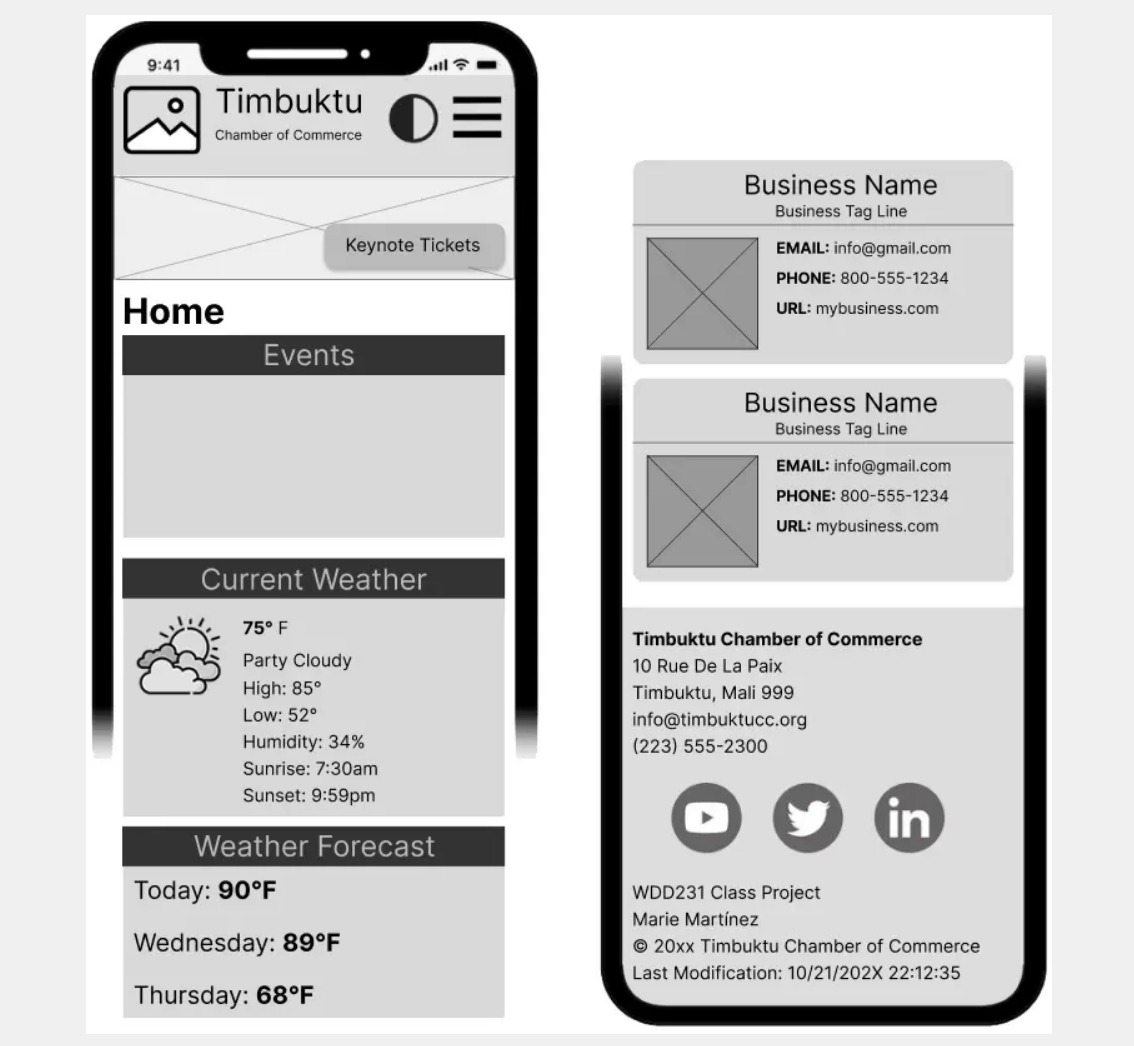 9:41
Timbuktu
Chamber of Commerce
Keynote Tickets
Home
Events
Current Weather
75° F
Party Cloudy
High: 85°
Low: 52°
Humidity: 34%
Sunrise: 7:30am
Sunset: 9:59pm
Weather Forecast
Today: 90°F
Wednesday: 89°F
Thursday: 68°F
Business Name
Business Tag Line
EMAIL: info@gmail.com
PHONE: 800-555-1234
URL: mybusiness.com
Business Name
Business Tag Line
EMAIL: info@gmail.com
PHONE: 800-555-1234
URL: mybusiness.com
Timbuktu Chamber of Commerce
10 Rue De La Paix
Timbuktu, Mali 999
info@timbuktucc.org
(223) 555-2300
in
WDD231 Class Project
Marie Martínez
© 20xx Timbuktu Chamber of Commerce
Last Modification: 10/21/202X 22:12:35